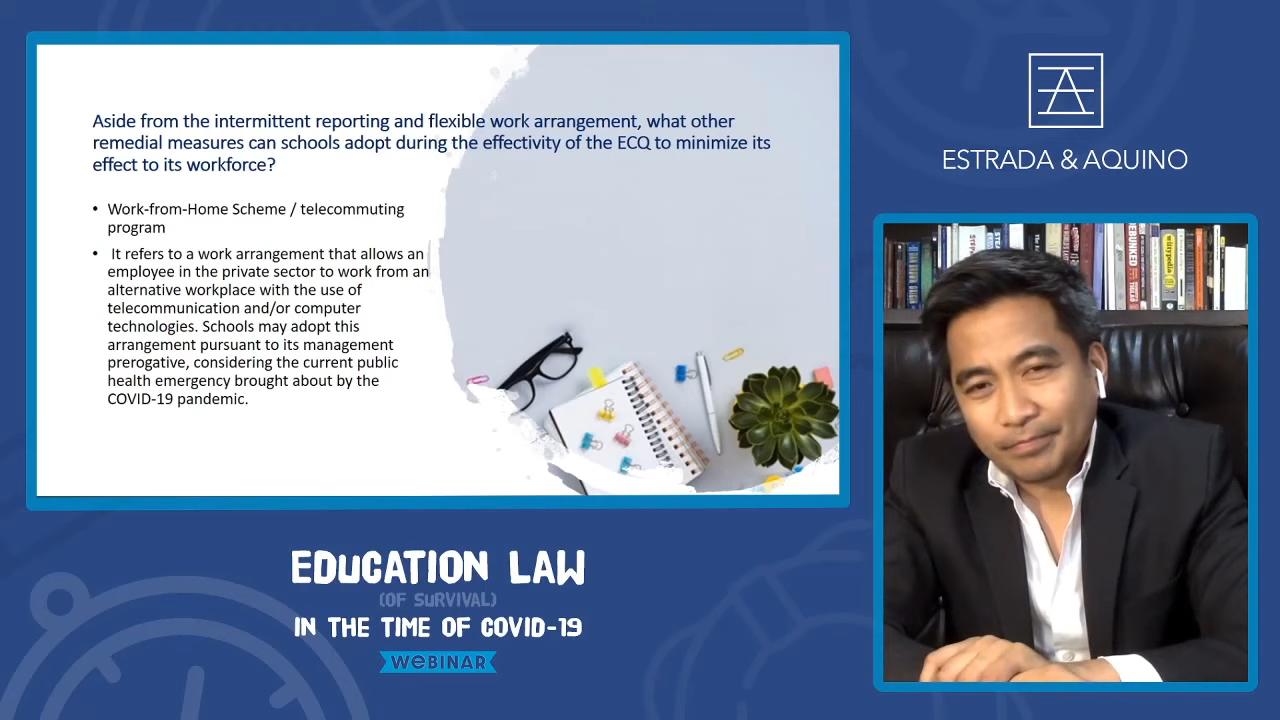 Aside from the intermittent reporting and flexible work arrangement, what other
remedial measures can schools adopt during the effectivity of the ECQ to minimize its
effect to its workforce?
• Work-from-Home Scheme / telecommuting
program
• It refers to a work arrangement that allows an
employee in the private sector to work from an
alternative workplace with the use of
telecommunication and/or computer
technologies. Schools may adopt this
arrangement pursuant to its management
prerogative, considering the current public
health emergency brought about by the
COVID-19 pandemic.
ESTRADA & AQUINO
EDUCATION LAW
(OF SURVIVAL)
IN THE TIME OF COVID-19
WEBINAR